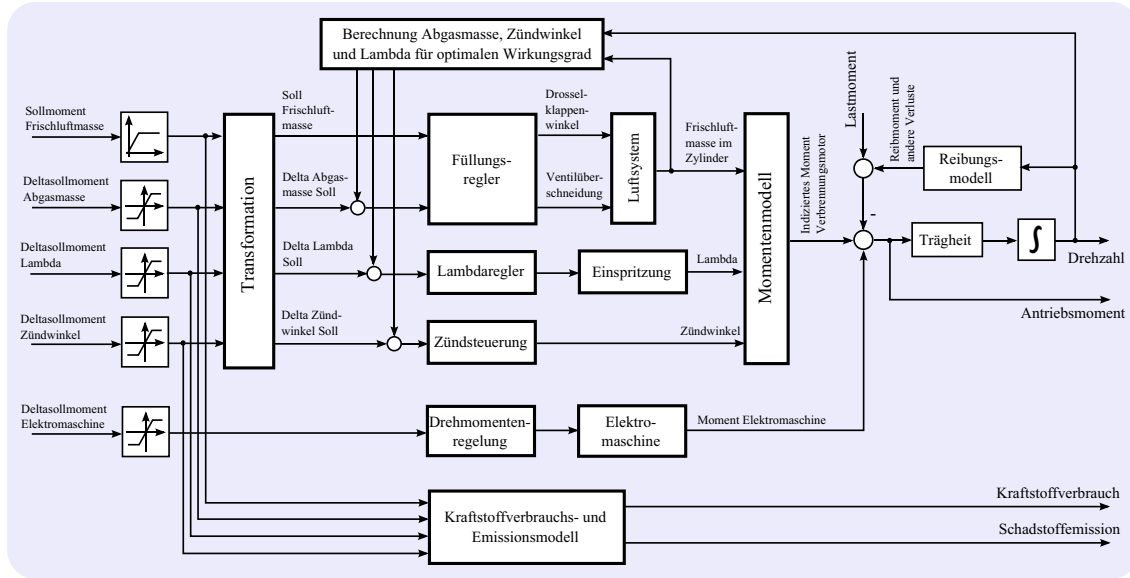 Berechnung Abgasmasse, Zündwinkel
und Lambda für optimalen Wirkungsgrad
Sollmoment
Frischluftmasse
Deltasollmoment
Abgasmasse
Deltasollmoment
Lambda
Deltasollmoment
Zündwinkel
Deltasollmoment
Elektromaschine
Transformation
Soll
Frischluft-
masse
Delta Abgas-
masse Soll
Delta Lambda
Soll
Delta Zünd-
winkel Soll
Füllungs-
regler
Lambdaregler
Zündsteuerung
Drehmomenten-
regelung
Drossel-
klappen-
winkel
Ventilüber-
schneidung
Luftsystem
Einspritzung
Elektro-
maschine
Frischluft-
masse im
Zylinder
Lambda
Zündwinkel
Moment Elektromaschine
Momentenmodell
Indiziertes Moment
Verbrennungsmotor
Lastmoment
Reibmoment und
andere Verluste
Reibungs-
modell
-
Trägheit
∫
Drehzahl
Antriebsmoment
Kraftstoffverbrauchs- und
Emissionsmodell
Kraftstoffverbrauch
Schadstoffemission